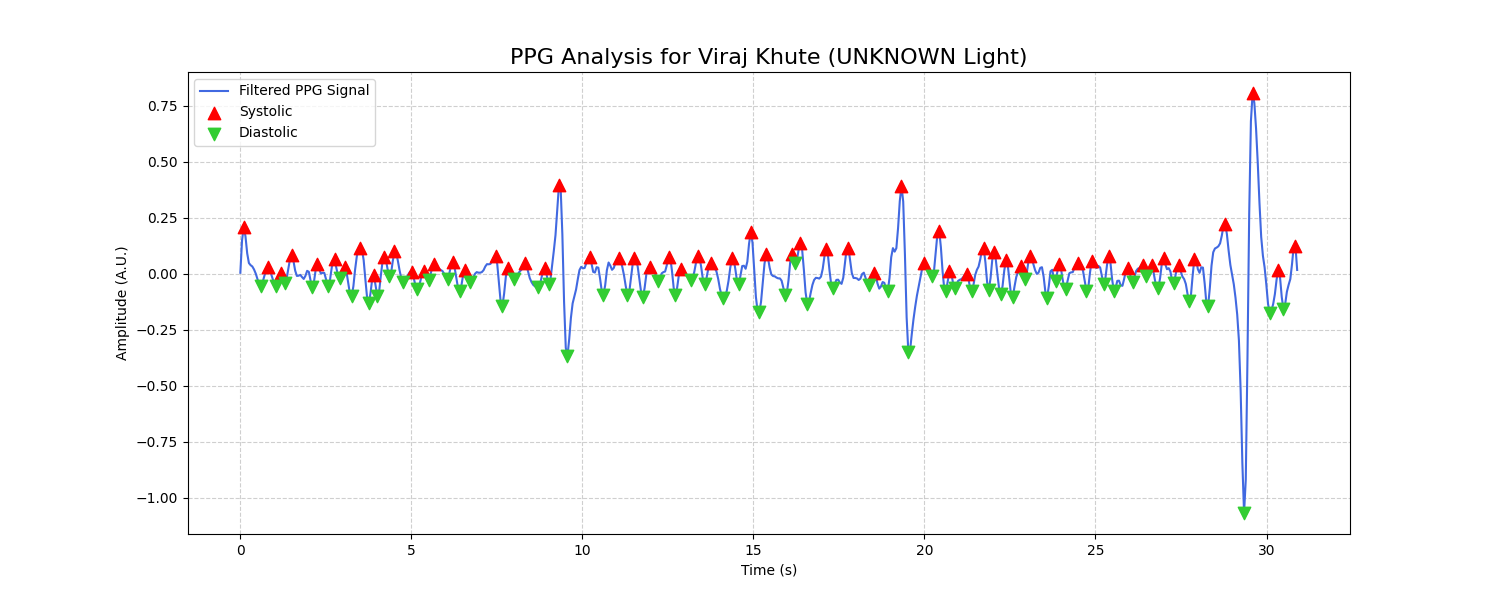 PPG Analysis for Viraj Khute (UNKNOWN Light)
Filtered PPG Signal
Systolic
Diastolic
Amplitude (A.U.)
0.75
0.50
0.25
0.00
−0.25
−0.50
−0.75
−1.00
0 5 10 15 20 25 30
Time (s)